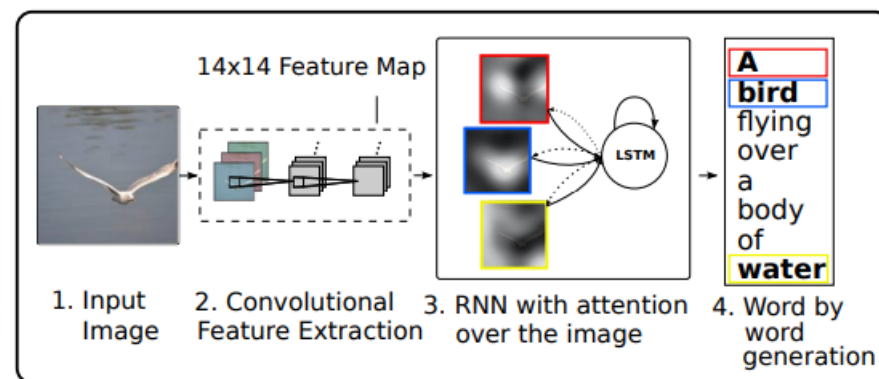 14x14 Feature Map
LSTM
A
bird
flying
over
a
body
of
water
1. Input
Image
2. Convolutional
Feature Extraction
3. RNN with attention
over the image
4. Word by
word
generation